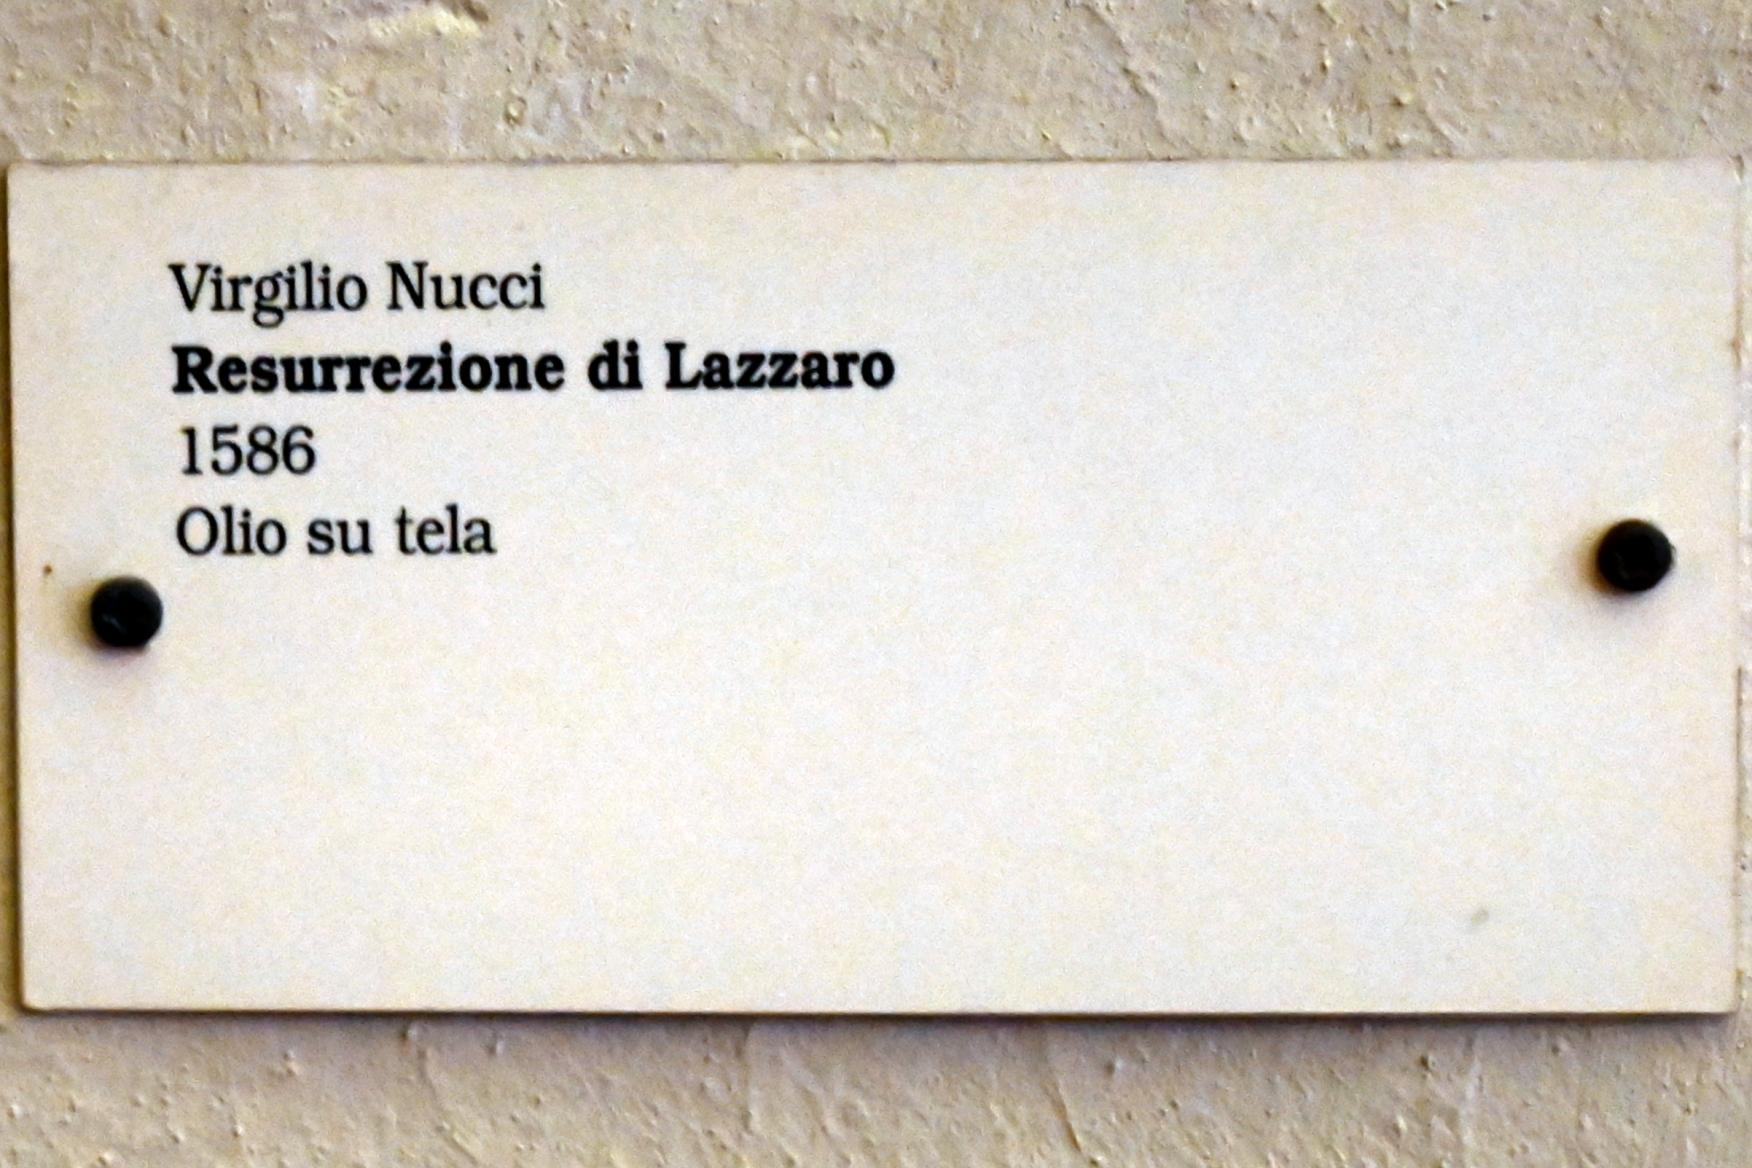 Virgilio Nucci
Resurrezione di Lazzaro
1586
Olio su tela